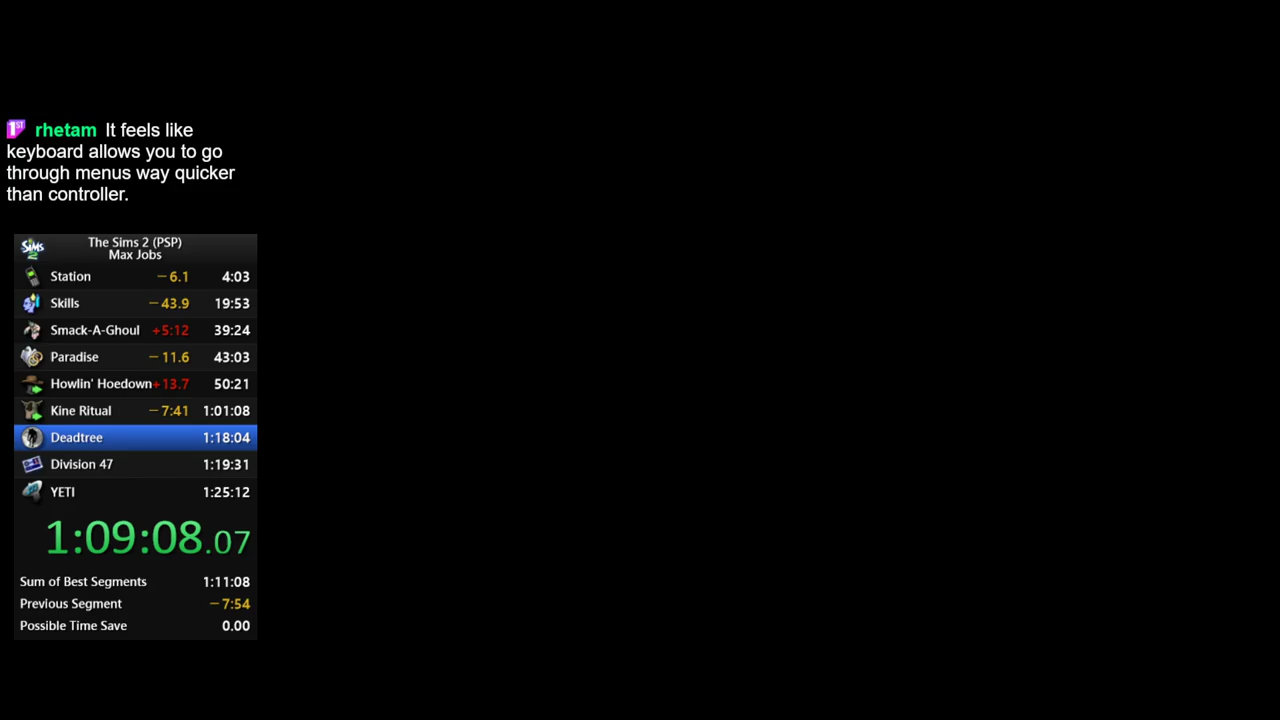 1ST rhetam It feels like
keyboard allows you to go
through menus way quicker
than controller.
SiMS 2
The Sims 2 (PSP)
Max Jobs
Station −6.1 4:03
Skills −43.9 19:53
Smack-A-Ghoul +5:12 39:24
Paradise −11.6 43:03
Howlin' Hoedown +13.7 50:21
Kine Ritual −7:41 1:01:08
Deadtree 1:18:04
Division 47 1:19:31
YETI 1:25:12
1:09:08.07
Sum of Best Segments 1:11:08
Previous Segment −7:54
Possible Time Save 0.00